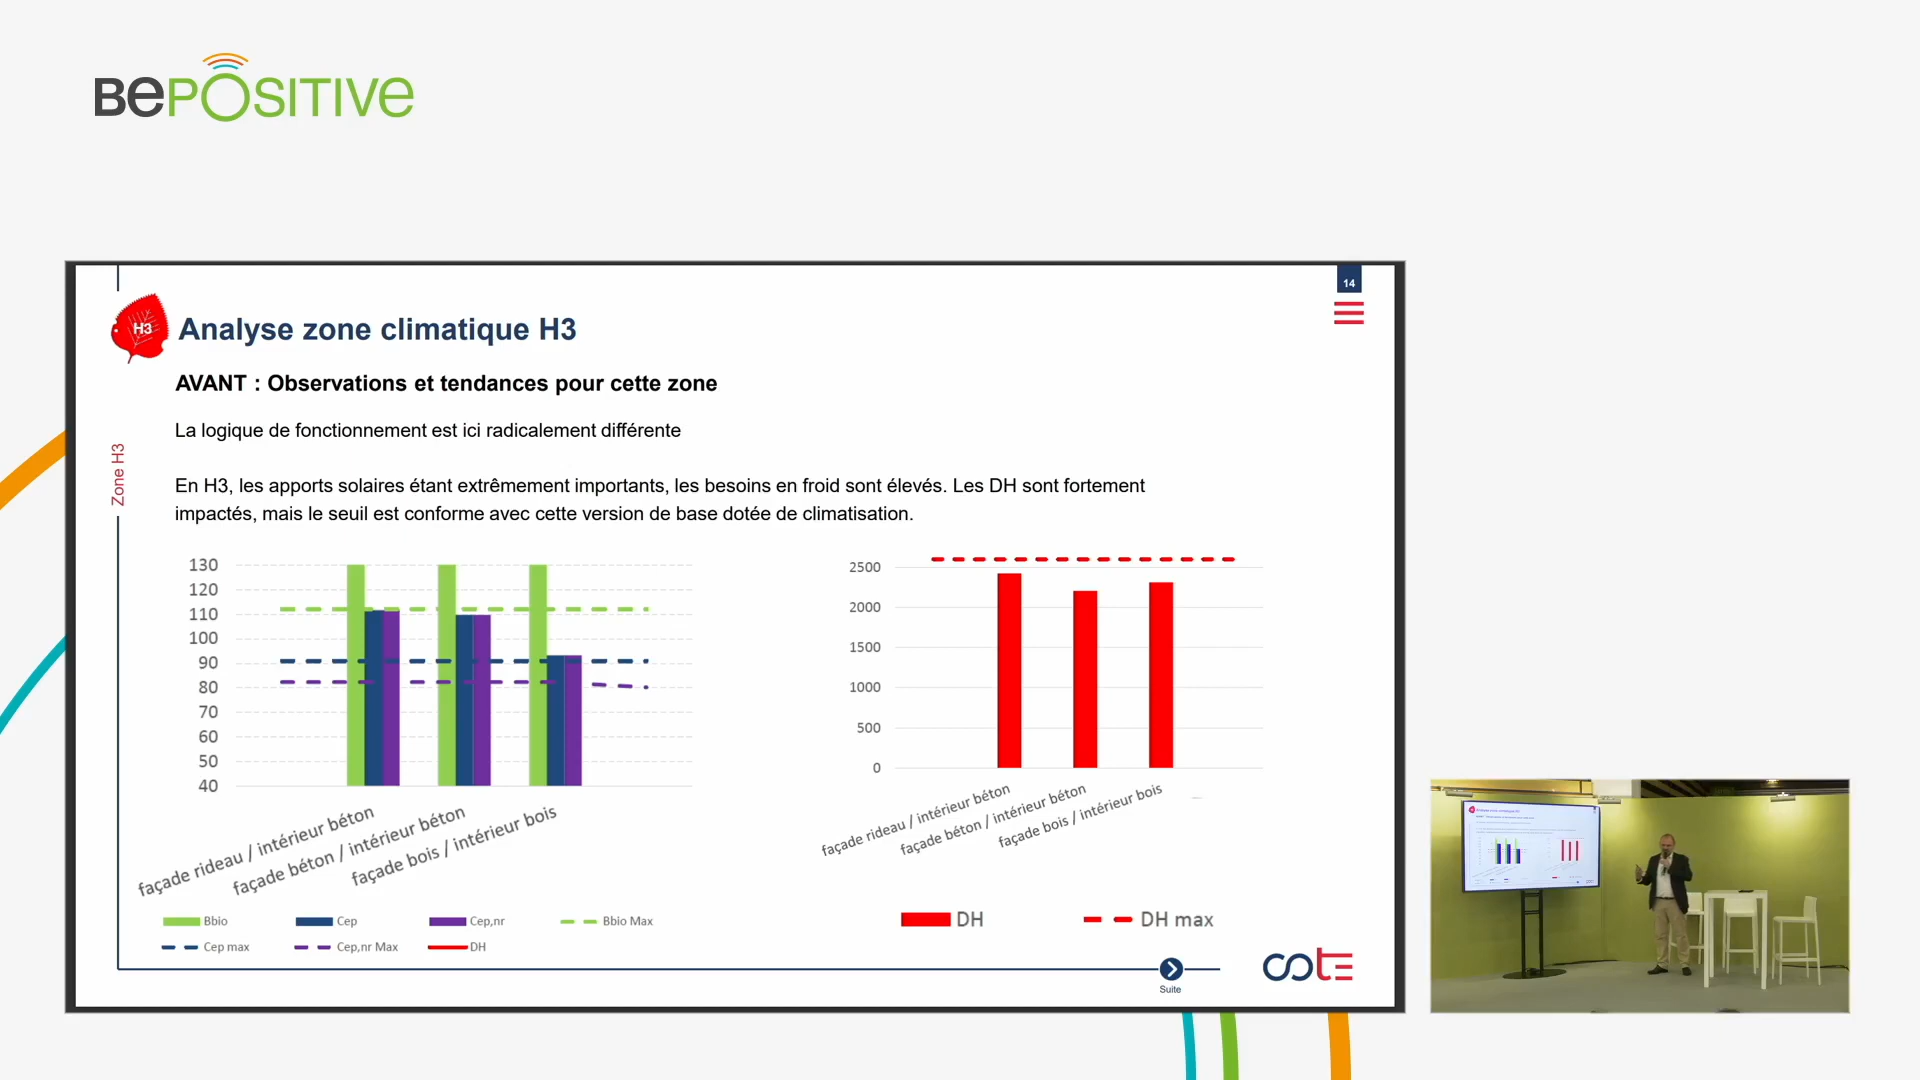 BePOSITIVe
14
H3
Analyse zone climatique H3
AVANT : Observations et tendances pour cette zone
La logique de fonctionnement est ici radicalement différente
Zone H3
En H3, les apports solaires étant extrêmement importants, les besoins en froid sont élevés. Les DH sont fortement
impactés, mais le seuil est conforme avec cette version de base dotée de climatisation.
130
120
110
100
90
80
70
60
50
40
façade rideau / intérieur béton
façade béton / intérieur béton
façade bois / intérieur bois
Bbio
Cep
Cep,nr
Bbio Max
Cep max
Cep,nr Max
DH
2500
2000
1500
1000
500
0
façade rideau / intérieur béton
façade béton / intérieur béton
façade bois / intérieur bois
DH
DH max
Suite
cote
Analyse zone climatique H3